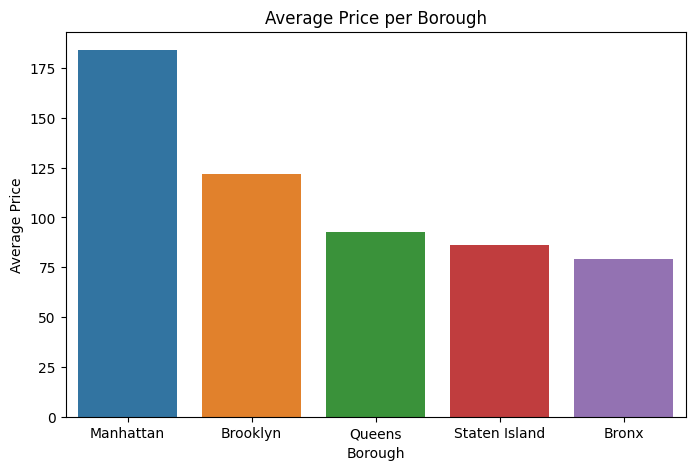 Average Price per Borough
175
150
125
100
75
50
25
0
Average Price
Manhattan
Brooklyn
Queens
Staten Island
Bronx
Borough